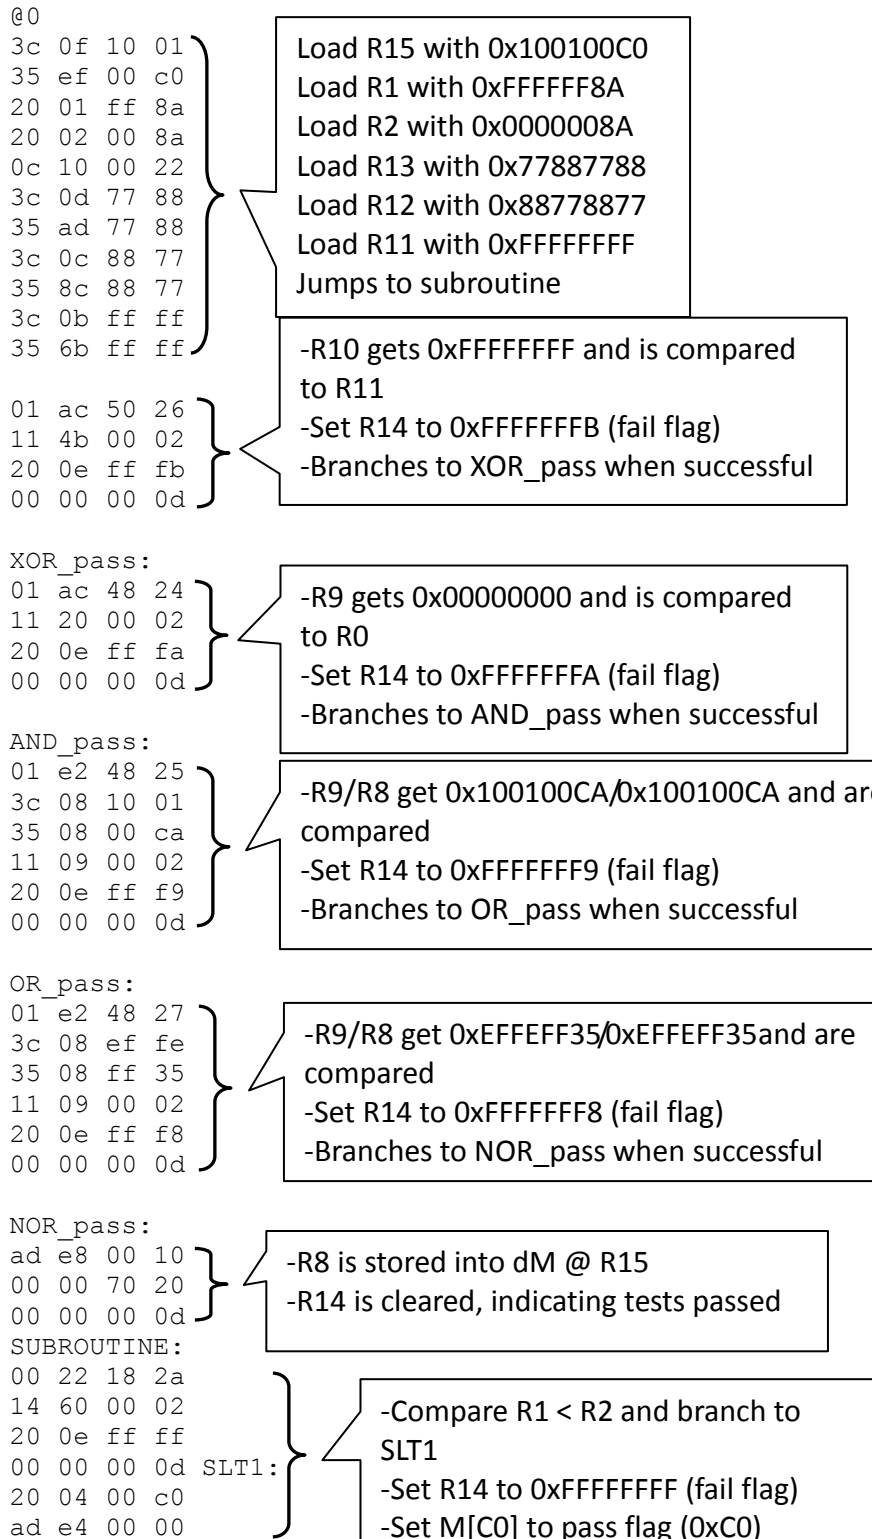 @0
3c 0f 10 01
35 ef 00 c0
20 01 ff 8a
20 02 00 8a
0c 10 00 22
3c 0d 77 88
35 ad 77 88
3c 0c 88 77
35 8c 88 77
3c 0b ff ff
35 6b ff ff
Load R15 with 0x100100C0
Load R1 with 0xFFFFFF8A
Load R2 with 0x0000008A
Load R13 with 0x77887788
Load R12 with 0x88778877
Load R11 with 0xFFFFFFFF
Jumps to subroutine
01 ac 50 26
11 4b 00 02
20 0e ff fb
00 00 00 0d
-R10 gets 0xFFFFFFFF and is compared
to R11
-Set R14 to 0xFFFFFFFB (fail flag)
-Branches to XOR_pass when successful
XOR_pass:
01 ac 48 24
11 20 00 02
20 0e ff fa
00 00 00 0d
-R9 gets 0x00000000 and is compared
to R0
-Set R14 to 0xFFFFFFFA (fail flag)
-Branches to AND_pass when successful
AND_pass:
01 e2 48 25
3c 08 10 01
35 08 00 ca
11 09 00 02
20 0e ff f9
00 00 00 0d
-R9/R8 get 0x100100CA/0x100100CA and are
compared
-Set R14 to 0xFFFFFFF9 (fail flag)
-Branches to OR_pass when successful
OR_pass:
01 e2 48 27
3c 08 ef fe
35 08 ff 35
11 09 00 02
20 0e ff f8
00 00 00 0d
-R9/R8 get 0xEFFEFF35/0xEFFEFF35and are
compared
-Set R14 to 0xFFFFFFF8 (fail flag)
-Branches to NOR_pass when successful
NOR_pass:
ad e8 00 10
00 00 70 20
00 00 00 0d
-R8 is stored into dM @ R15
-R14 is cleared, indicating tests passed
SUBROUTINE:
00 22 18 2a
14 60 00 02
20 0e ff ff
00 00 00 0d SLT1:
20 04 00 c0
ad e4 00 00
-Compare R1 < R2 and branch to
SLT1
-Set R14 to 0xFFFFFFFF (fail flag)
-Set M[C0] to pass flag (0xC0)